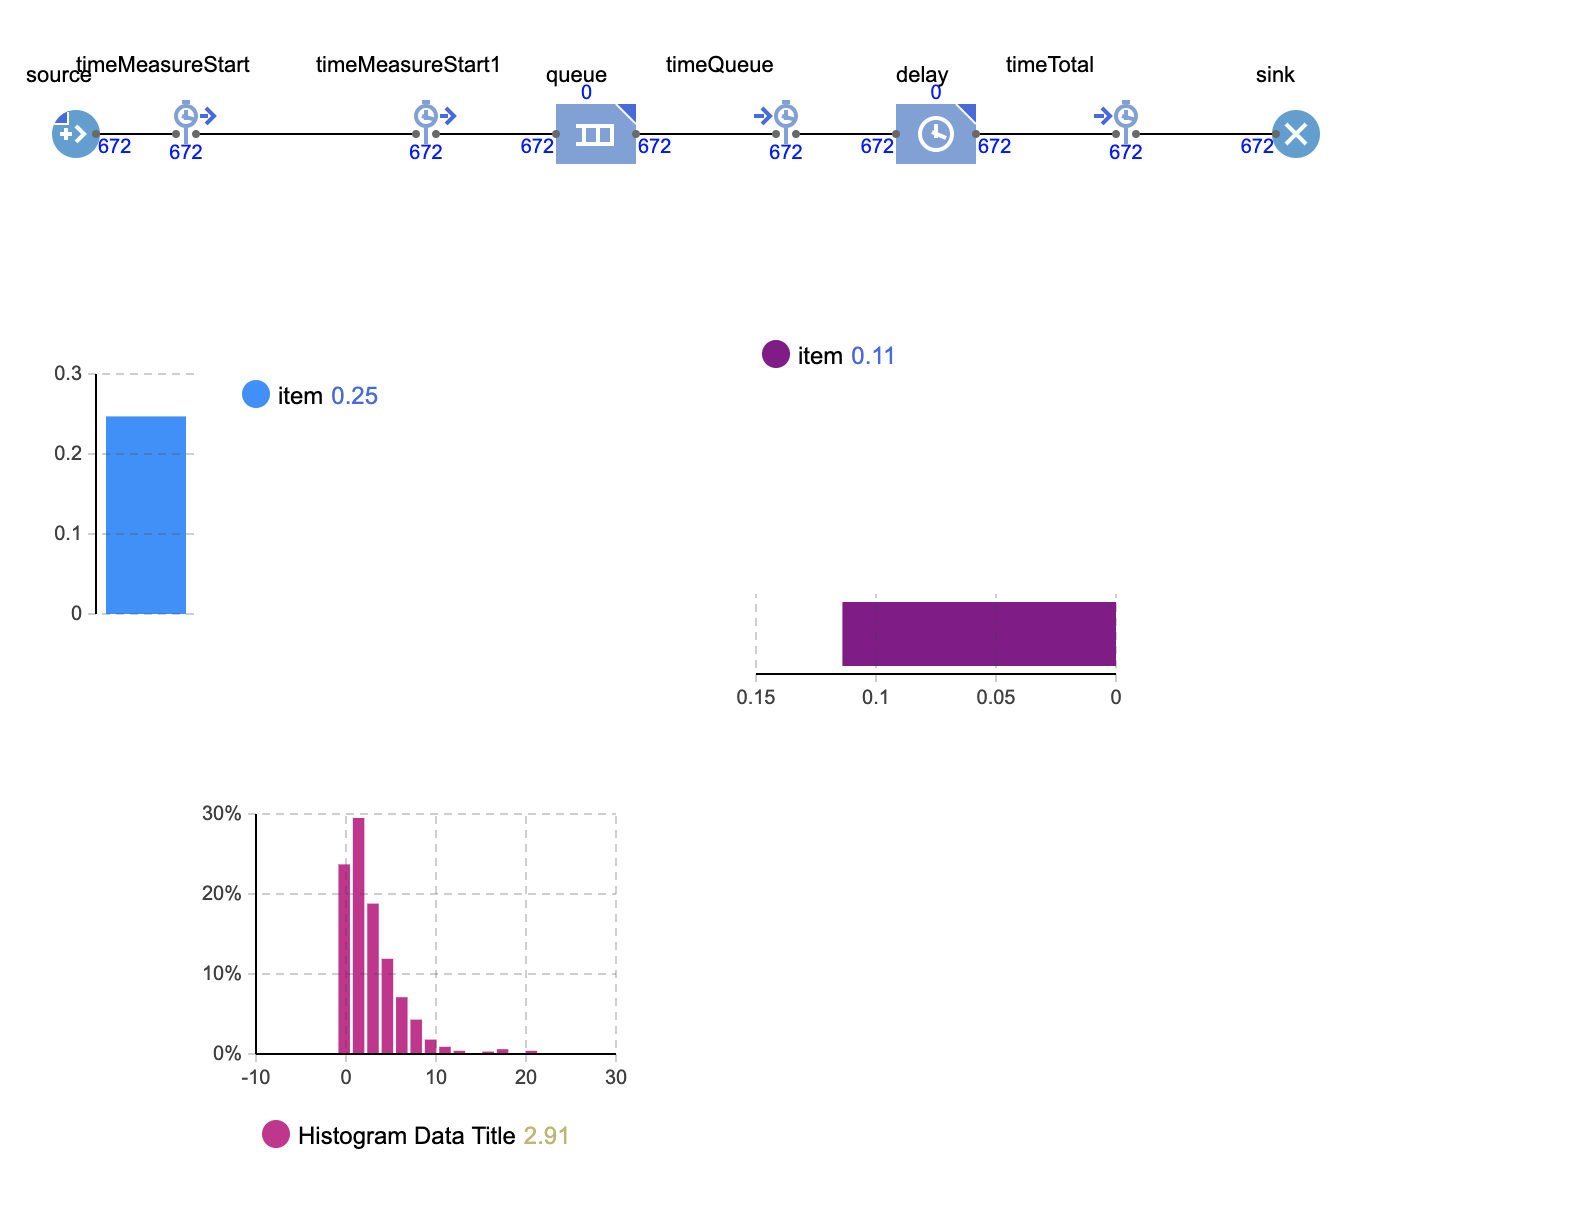 source timeMeasureStart timeMeasureStart1 queue timeQueue delay timeTotal sink
0 0
672 672 672 672 672 672 672 672 672 672
item 0.11
0.3
item 0.25
0.2
0.1
0
0.15 0.1 0.05 0
30%
20%
10%
0%
-10 0 10 20 30
Histogram Data Title 2.91